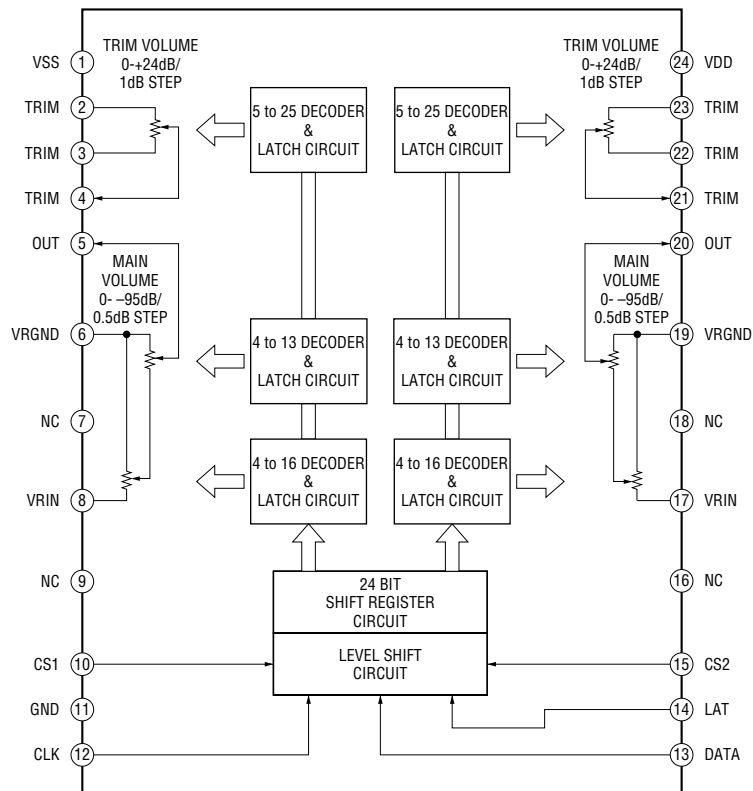 VSS
1
TRIM VOLUME
0-+24dB/
1dB STEP
TRIM
2
TRIM
3
TRIM
4
OUT
5
MAIN
VOLUME
0- –95dB/
0.5dB STEP
VRGND
6
NC
7
VRIN
8
NC
9
CS1
10
GND
11
CLK
12
5 to 25 DECODER
&
LATCH CIRCUIT
5 to 25 DECODER
&
LATCH CIRCUIT
4 to 13 DECODER
&
LATCH CIRCUIT
4 to 13 DECODER
&
LATCH CIRCUIT
4 to 16 DECODER
&
LATCH CIRCUIT
4 to 16 DECODER
&
LATCH CIRCUIT
24 BIT
SHIFT REGISTER
CIRCUIT
LEVEL SHIFT
CIRCUIT
TRIM VOLUME
0-+24dB/
1dB STEP
24
VDD
23
TRIM
22
TRIM
21
TRIM
20
OUT
MAIN
VOLUME
0- –95dB/
0.5dB STEP
19
VRGND
18
NC
17
VRIN
16
NC
15
CS2
14
LAT
13
DATA